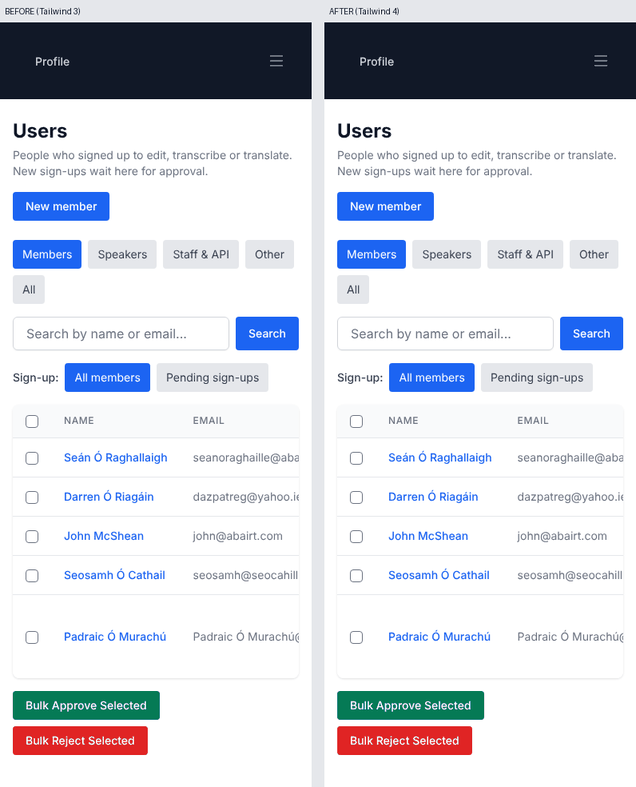 BEFORE (Tailwind 3)
Profile
Users
People who signed up to edit, transcribe or translate.
New sign-ups wait here for approval.
New member
Members Speakers Staff & API Other
All
Search by name or email... Search
Sign-up: All members Pending sign-ups
NAME EMAIL
Seán Ó Raghallaigh seanoraghaille@aba
Darren Ó Riagáin dazpatreg@yahoo.ie
John McShean john@abairt.com
Seosamh Ó Cathail seosamh@seocahill
Padraic Ó Murachú Padraic Ó Murachú@
Bulk Approve Selected
Bulk Reject Selected
AFTER (Tailwind 4)
Profile
Users
People who signed up to edit, transcribe or translate.
New sign-ups wait here for approval.
New member
Members Speakers Staff & API Other
All
Search by name or email... Search
Sign-up: All members Pending sign-ups
NAME EMAIL
Seán Ó Raghallaigh seanoraghaille@aba
Darren Ó Riagáin dazpatreg@yahoo.ie
John McShean john@abairt.com
Seosamh Ó Cathail seosamh@seocahill
Padraic Ó Murachú Padraic Ó Murachú@
Bulk Approve Selected
Bulk Reject Selected